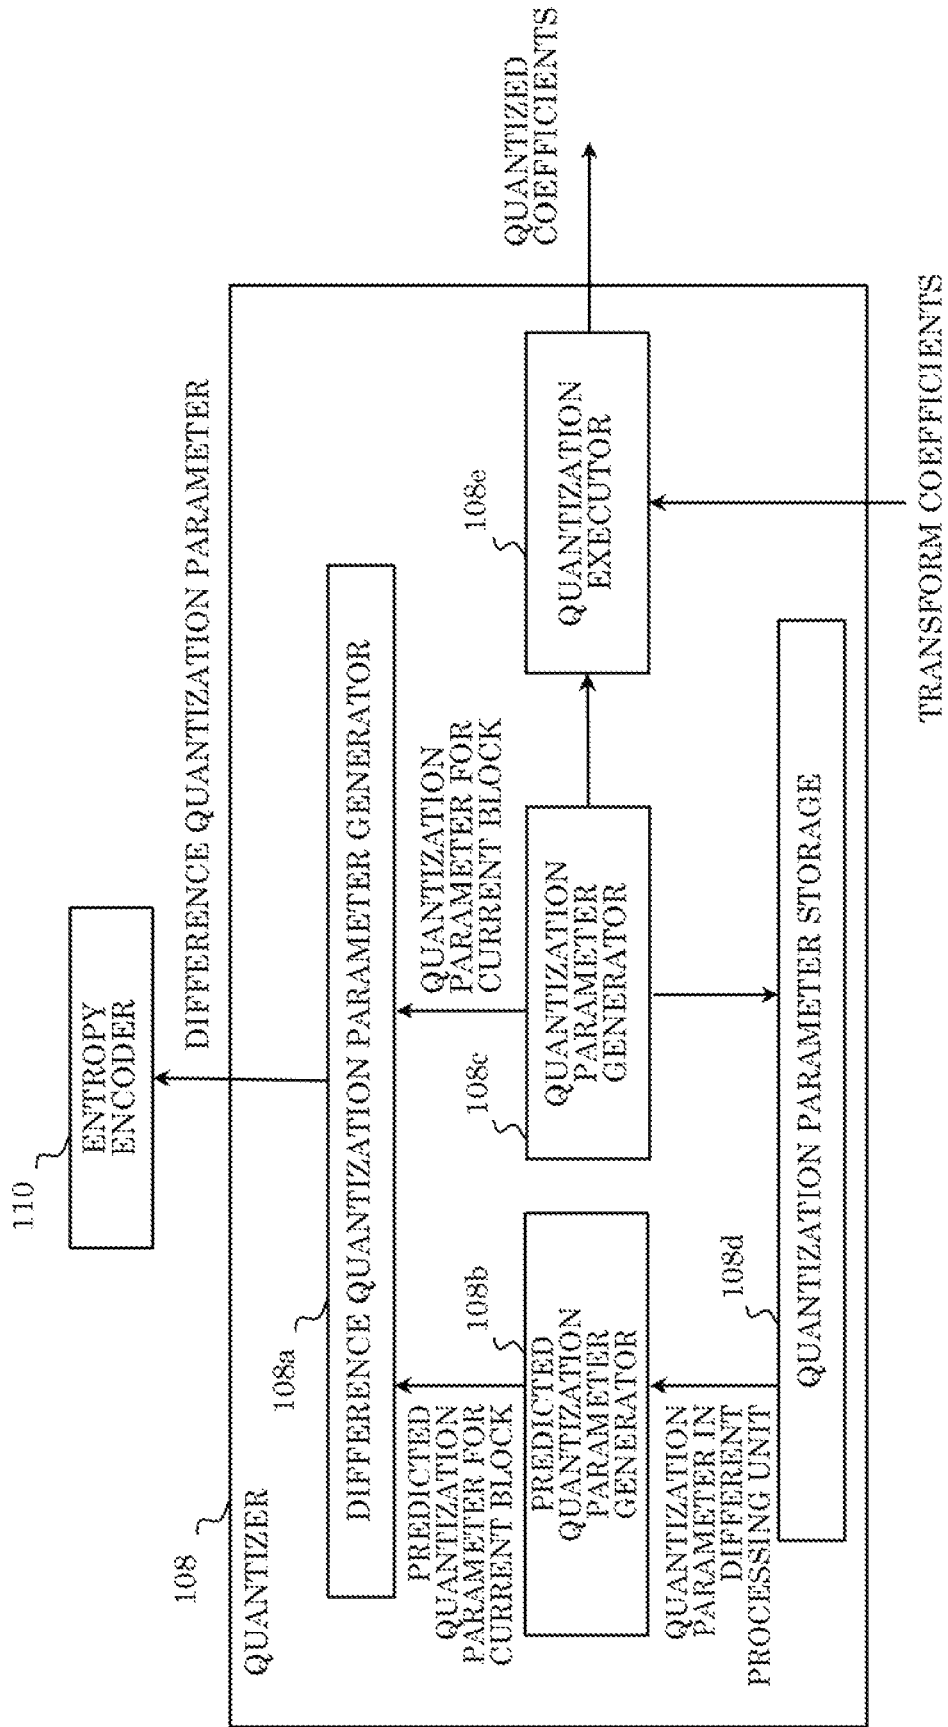 110
ENTROPY
ENCODER
DIFFERENCE QUANTIZATION PARAMETER
108
QUANTIZER
108a
DIFFERENCE QUANTIZATION PARAMETER GENERATOR
PREDICTED
QUANTIZATION
PARAMETER FOR
CURRENT BLOCK
QUANTIZATION
PARAMETER FOR
CURRENT BLOCK
108b
PREDICTED
QUANTIZATION
PARAMETER
GENERATOR
108c
QUANTIZATION
PARAMETER
GENERATOR
108e
QUANTIZATION
EXECUTOR
QUANTIZED
COEFFICIENTS
QUANTIZATION
PARAMETER IN
DIFFERENT
PROCESSING UNIT
108d
QUANTIZATION PARAMETER STORAGE
TRANSFORM COEFFICIENTS